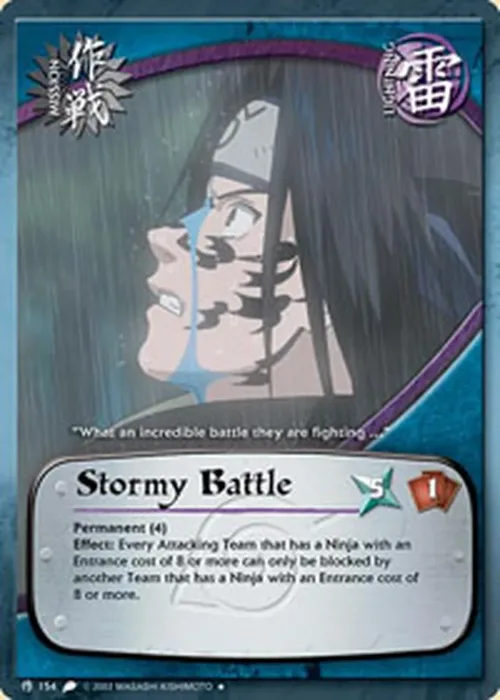 MISSION
作戦
LIGHTNING
雷
"What an incredible battle they are fighting ..."
Stormy Battle
5
1
Permanent (4)
Effect: Every Attacking Team that has a Ninja with an
Entrance cost of 8 or more can only be blocked by
another Team that has a Ninja with an Entrance cost of
8 or more.
154
© 2002 MASASHI KISHIMOTO